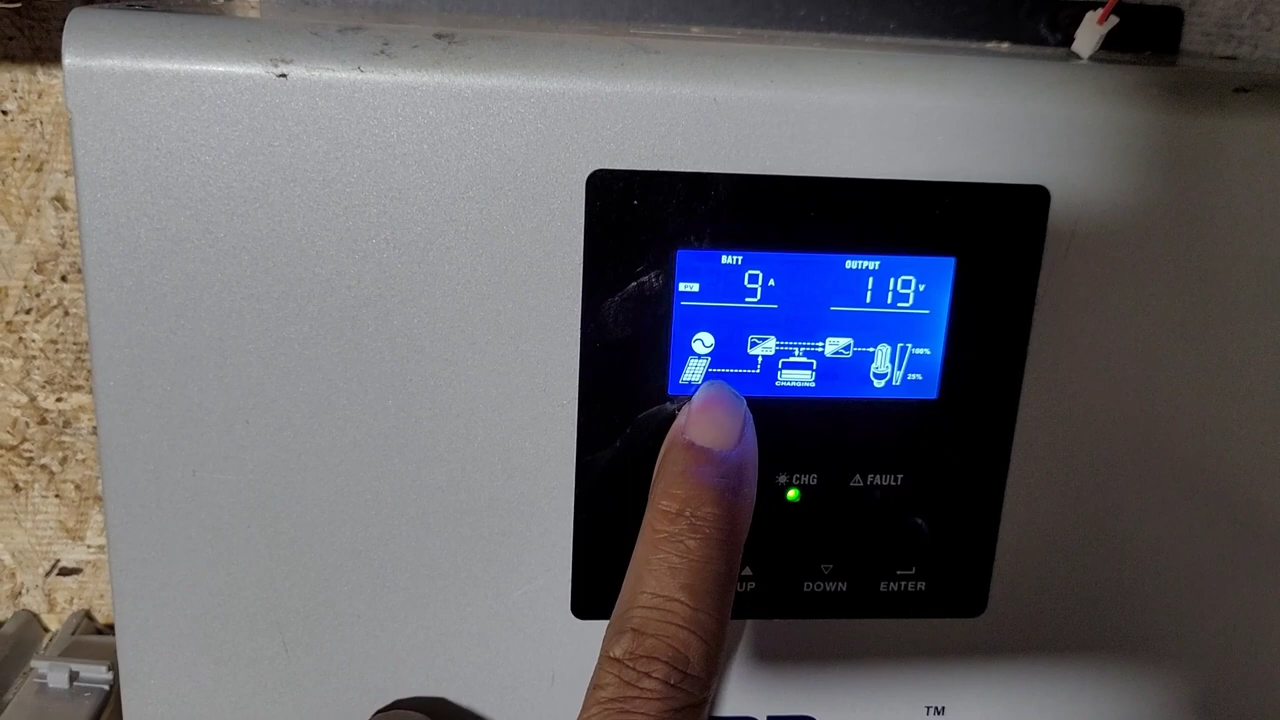 BATT OUTPUT
PV 9 A 119 V
100%
25%
CHARGING
CHG FAULT
UP DOWN ENTER
TM